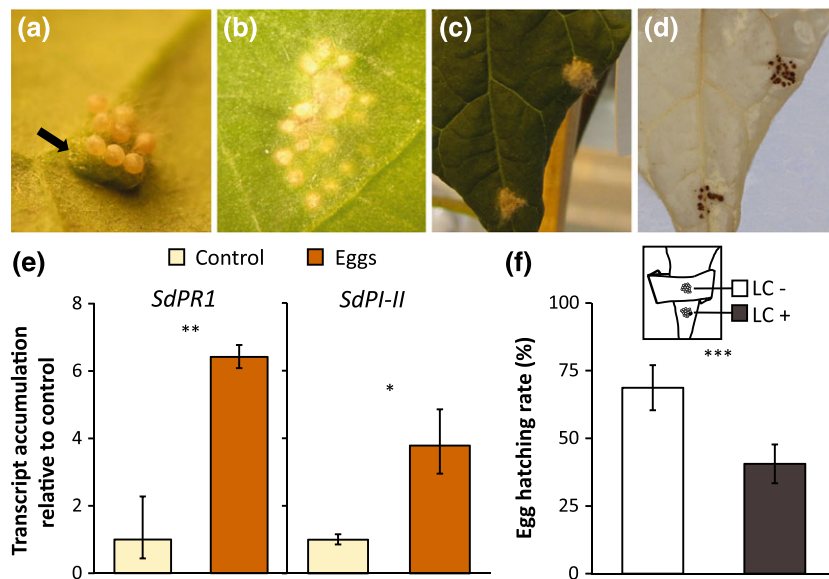 (a)
(b)
(c)
(d)
(e)
Control
Eggs
SdPR1
SdPI-II
Transcript accumulation
relative to control
8
6
4
2
0
**
*
(f)
LC -
LC +
Egg hatching rate (%)
100
75
50
25
0
***